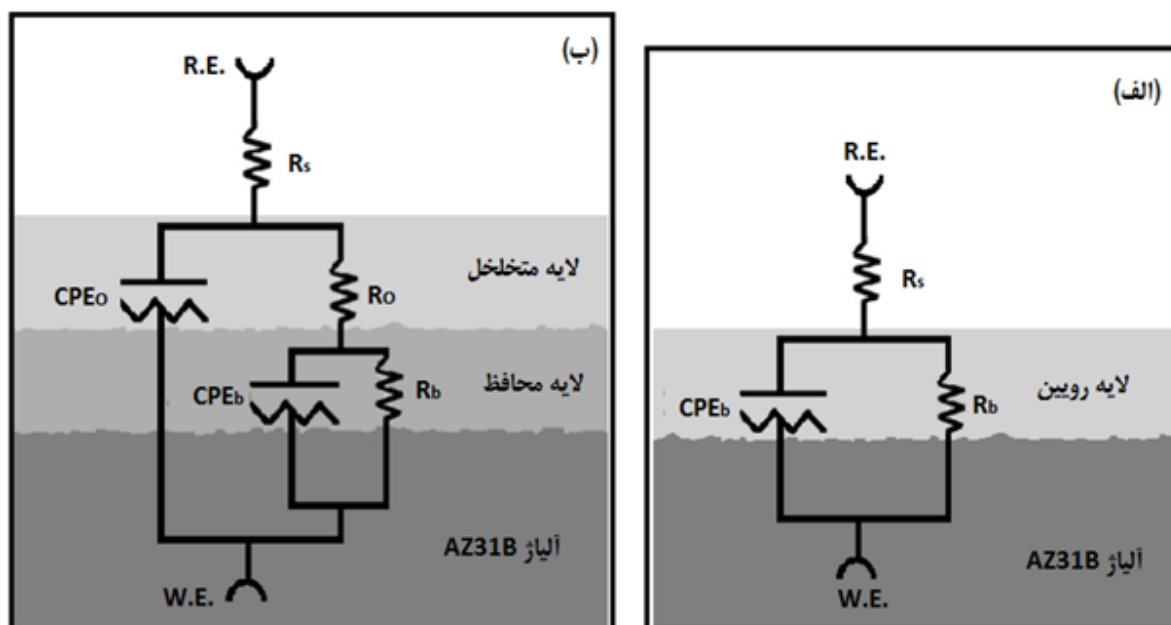 (الف)
R.E.
Rs
لایه رویین
CPEb
Rb
آلیاژ AZ31B
W.E.
(ب)
R.E.
Rs
لایه متخلخل
CPEO
RO
لایه محافظ
CPEb
Rb
آلیاژ AZ31B
W.E.